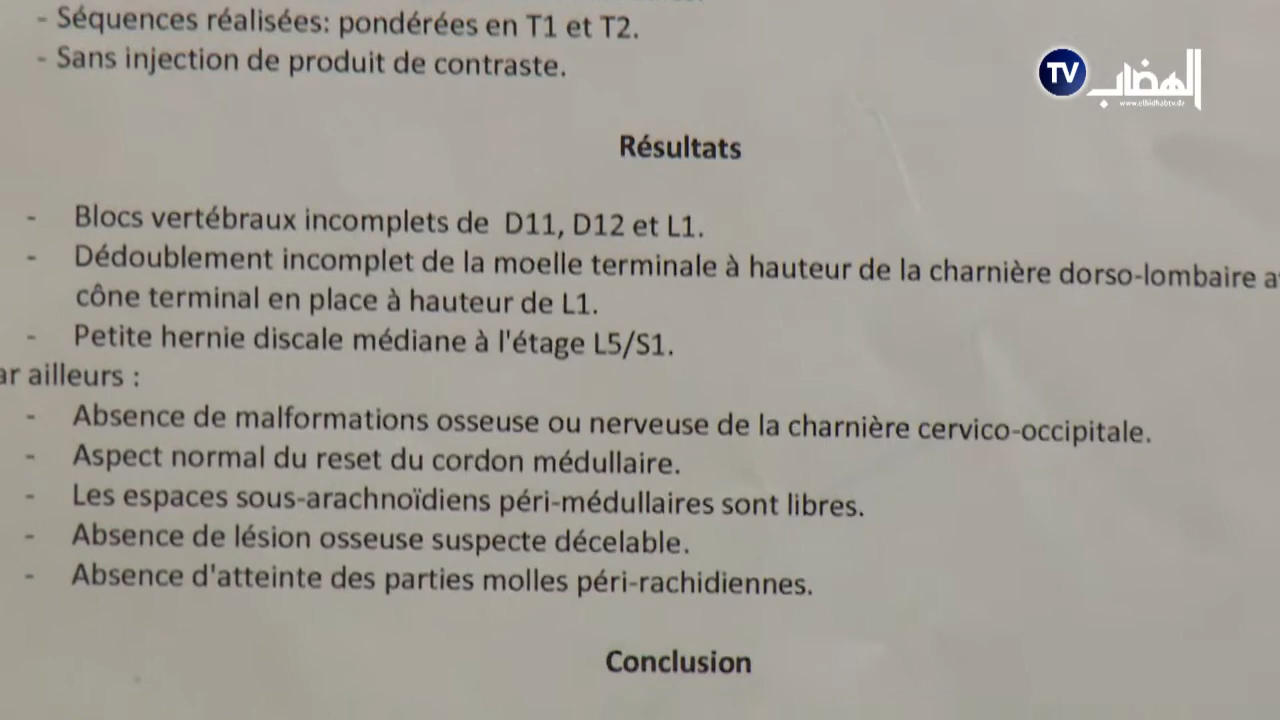 - Séquences réalisées: pondérées en T1 et T2.
- Sans injection de produit de contraste.
TV الهضاب
www.elhidhabtv.dz
Résultats
- Blocs vertébraux incomplets de D11, D12 et L1.
- Dédoublement incomplet de la moelle terminale à hauteur de la charnière dorso-lombaire
cône terminal en place à hauteur de L1.
- Petite hernie discale médiane à l'étage L5/S1.
ar ailleurs :
- Absence de malformations osseuse ou nerveuse de la charnière cervico-occipitale.
- Aspect normal du reset du cordon médullaire.
- Les espaces sous-arachnoïdiens péri-médullaires sont libres.
- Absence de lésion osseuse suspecte décelable.
- Absence d'atteinte des parties molles péri-rachidiennes.
Conclusion